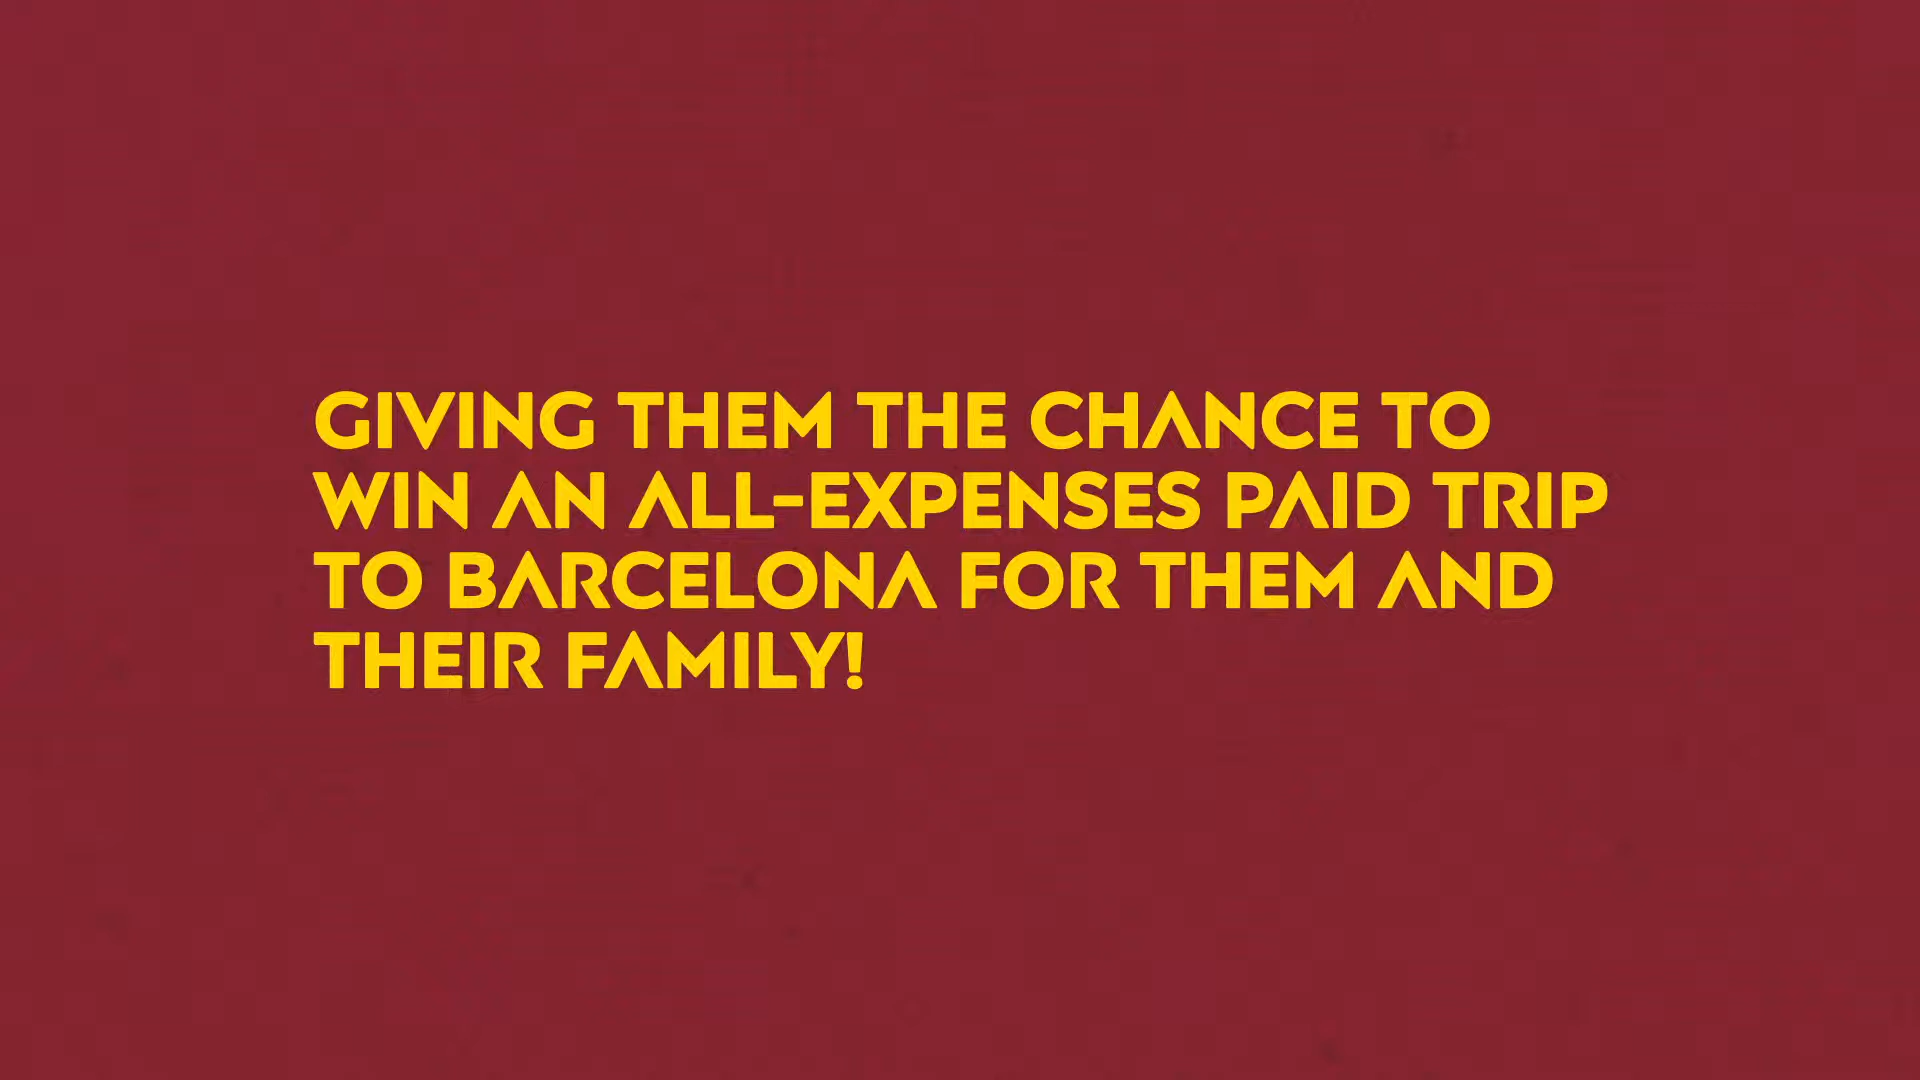 GIVING THEM THE CHANCE TO
WIN AN ALL-EXPENSES PAID TRIP
TO BARCELONA FOR THEM AND
THEIR FAMILY!